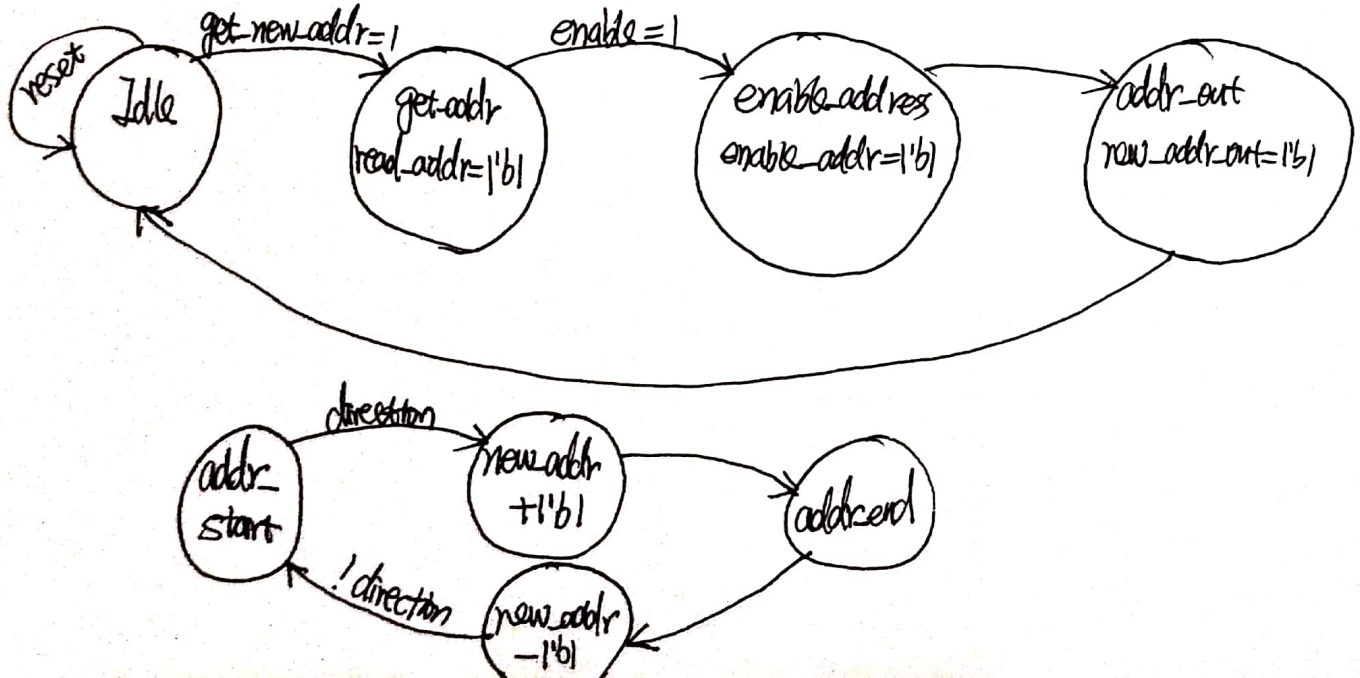 reset
Idle
get_new_addr=1
get_addr
read_addr=1'b1
enable=1
enable_address
enable_addr=1'b1
addr_out
new_addr_out=1'b1
addr_
start
direction
new_addr
+1'b1
addr_end
! direction
new_addr
-1'b1